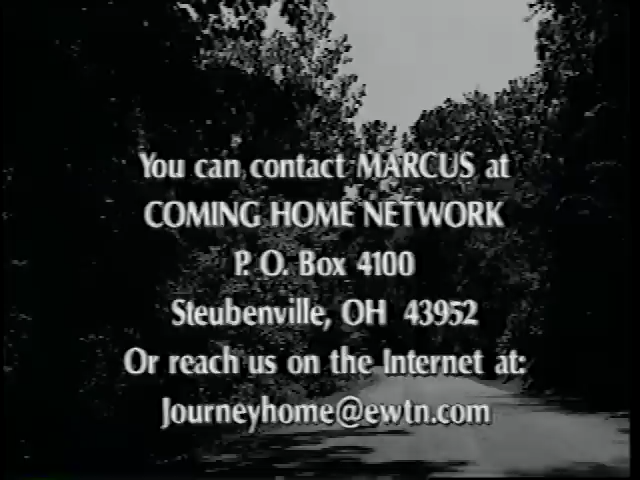 You can contact MARCUS at
COMING HOME NETWORK
P. O. Box 4100
Steubenville, OH 43952
Or reach us on the Internet at:
Journeyhome@ewtn.com